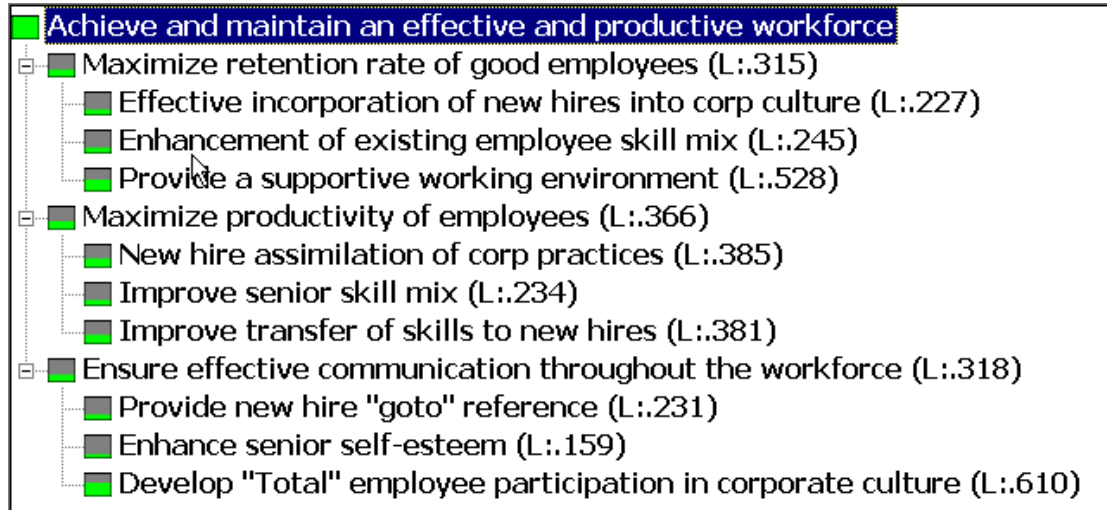 Achieve and maintain an effective and productive workforce
Maximize retention rate of good employees (L:.315)
Effective incorporation of new hires into corp culture (L:.227)
Enhancement of existing employee skill mix (L:.245)
Provide a supportive working environment (L:.528)
Maximize productivity of employees (L:.366)
New hire assimilation of corp practices (L:.385)
Improve senior skill mix (L:.234)
Improve transfer of skills to new hires (L:.381)
Ensure effective communication throughout the workforce (L:.318)
Provide new hire "goto" reference (L:.231)
Enhance senior self-esteem (L:.159)
Develop "Total" employee participation in corporate culture (L:.610)